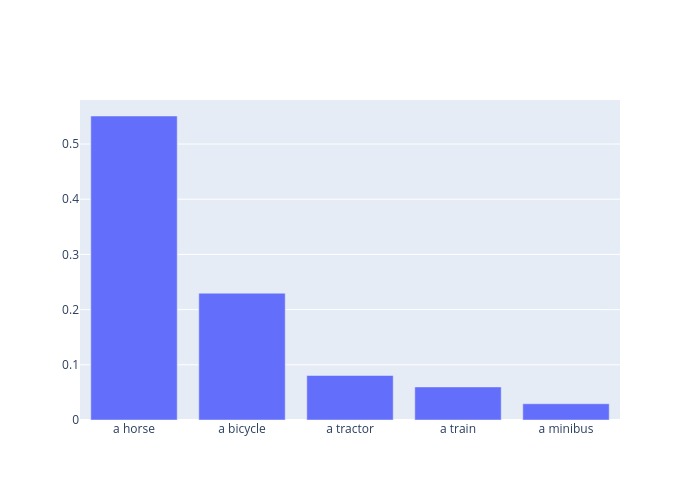 0.5
0.4
0.3
0.2
0.1
0
a horse
a bicycle
a tractor
a train
a minibus